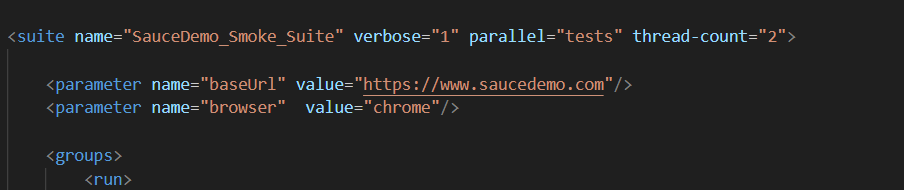 <suite name="SauceDemo_Smoke_Suite" verbose="1" parallel="tests" thread-count="2">
<parameter name="baseUrl" value="https://www.saucedemo.com"/>
<parameter name="browser"  value="chrome"/>
<groups>
<run>